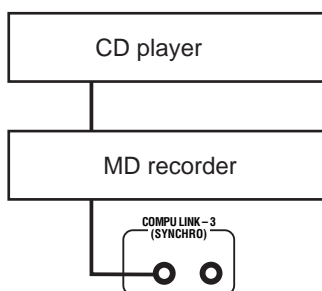 CD player
MD recorder
COMPU LINK – 3
(SYNCHRO)